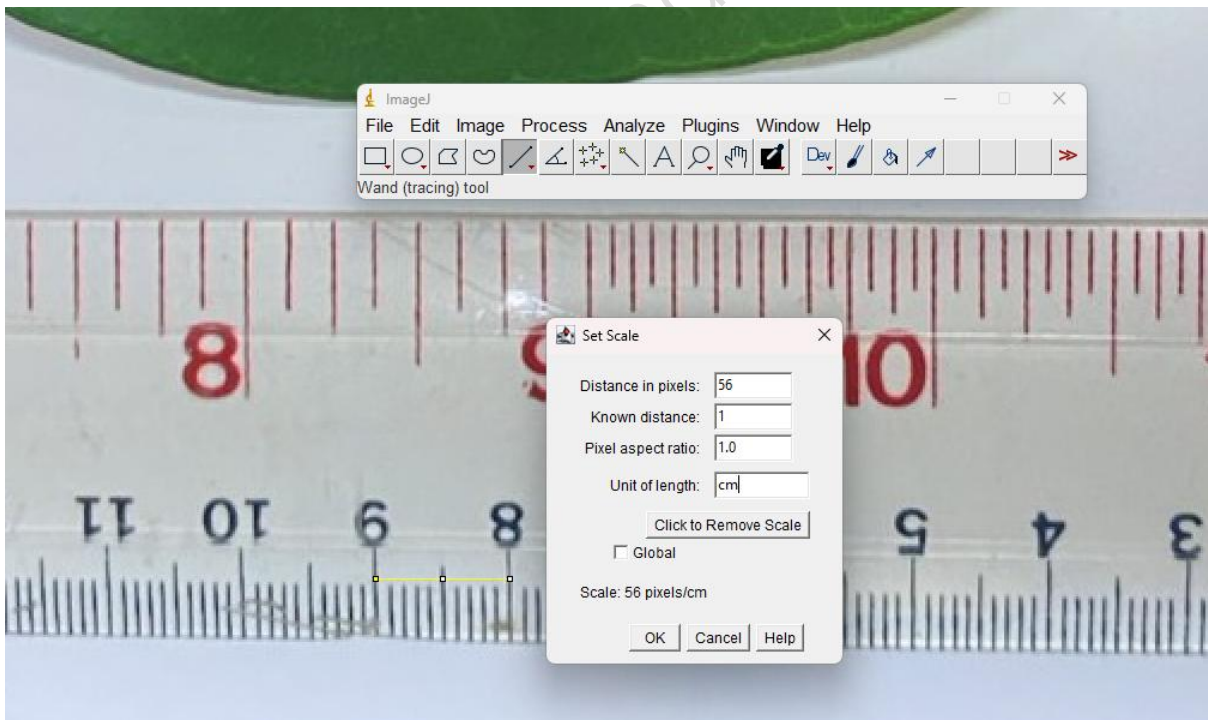 ImageJ
File Edit Image Process Analyze Plugins Window Help
A Dev
Wand (tracing) tool
8 10
Set Scale
Distance in pixels: 56
Known distance: 1
Pixel aspect ratio: 1.0
Unit of length: cm
Click to Remove Scale
Global
Scale: 56 pixels/cm
OK Cancel Help
11 10 9 8 5 4 3